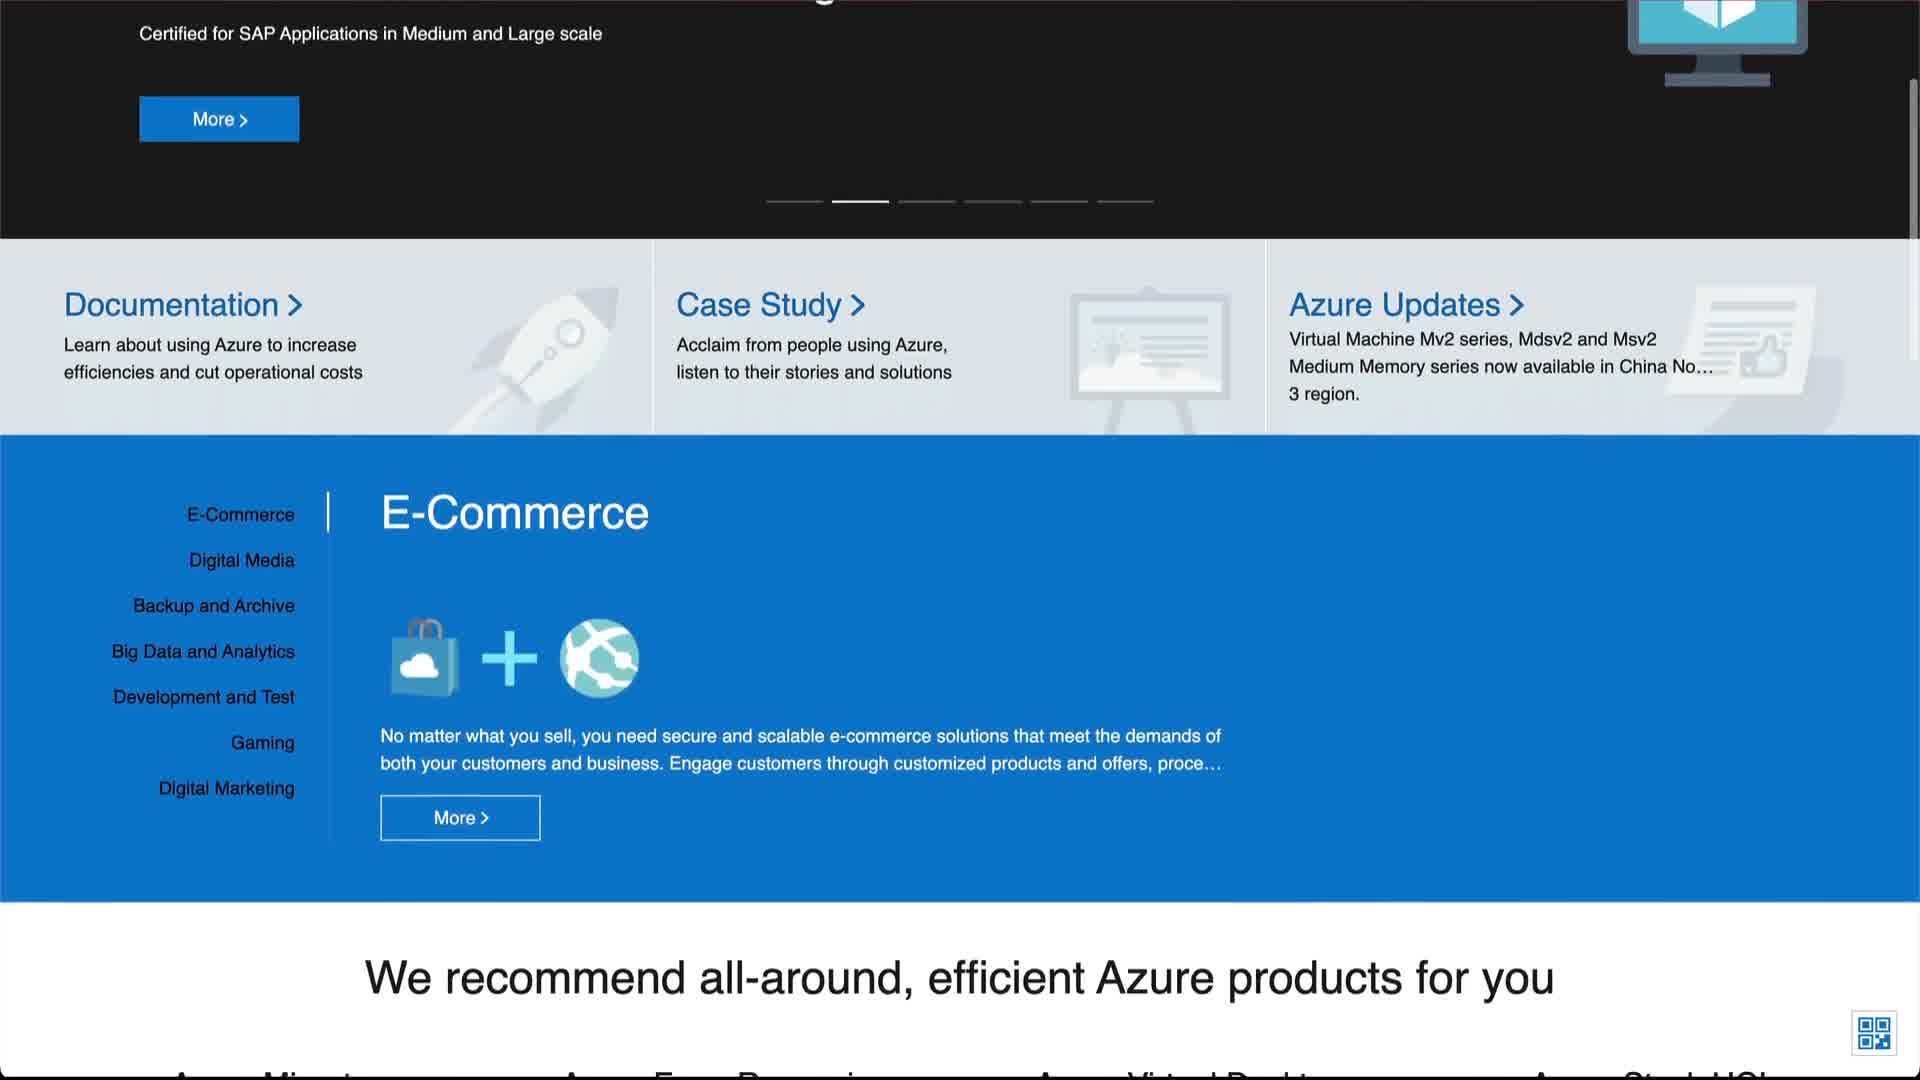 Certified for SAP Applications in Medium and Large scale
More >
Documentation >
Learn about using Azure to increase
efficiencies and cut operational costs
Case Study >
Acclaim from people using Azure,
listen to their stories and solutions
Azure Updates >
Virtual Machine Mv2 series, Mdsv2 and Msv2
Medium Memory series now available in China No...
3 region.
E-Commerce
Digital Media
Backup and Archive
Big Data and Analytics
Development and Test
Gaming
Digital Marketing
E-Commerce
No matter what you sell, you need secure and scalable e-commerce solutions that meet the demands of
both your customers and business. Engage customers through customized products and offers, proce...
More >
We recommend all-around, efficient Azure products for you